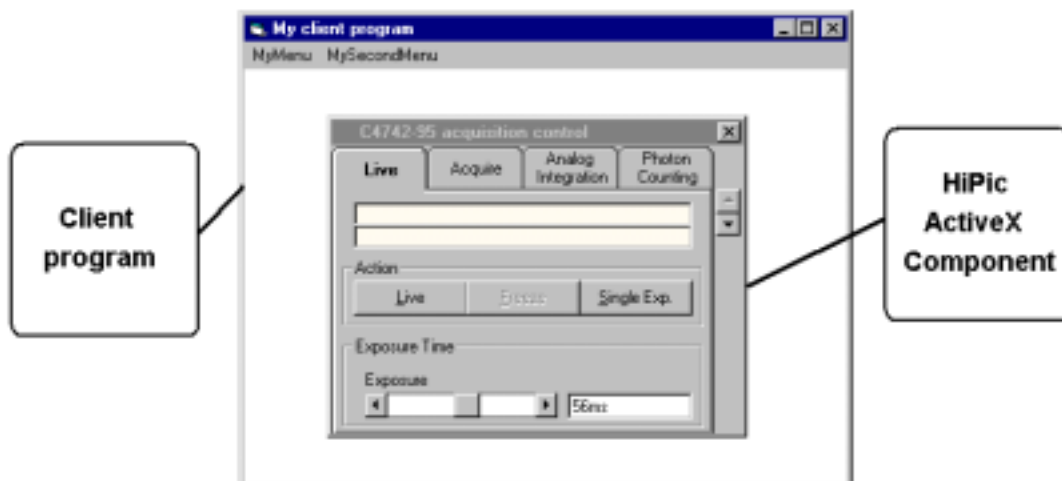 My client program
MyMenu MySecondMenu
C4742-95 acquisition control
Live
Acquire
Analog
Integration
Photon
Counting
Client
program
HiPic
ActiveX
Component
Action
Live
Freeze
Single Exp.
Exposure Time
Exposure
56ms